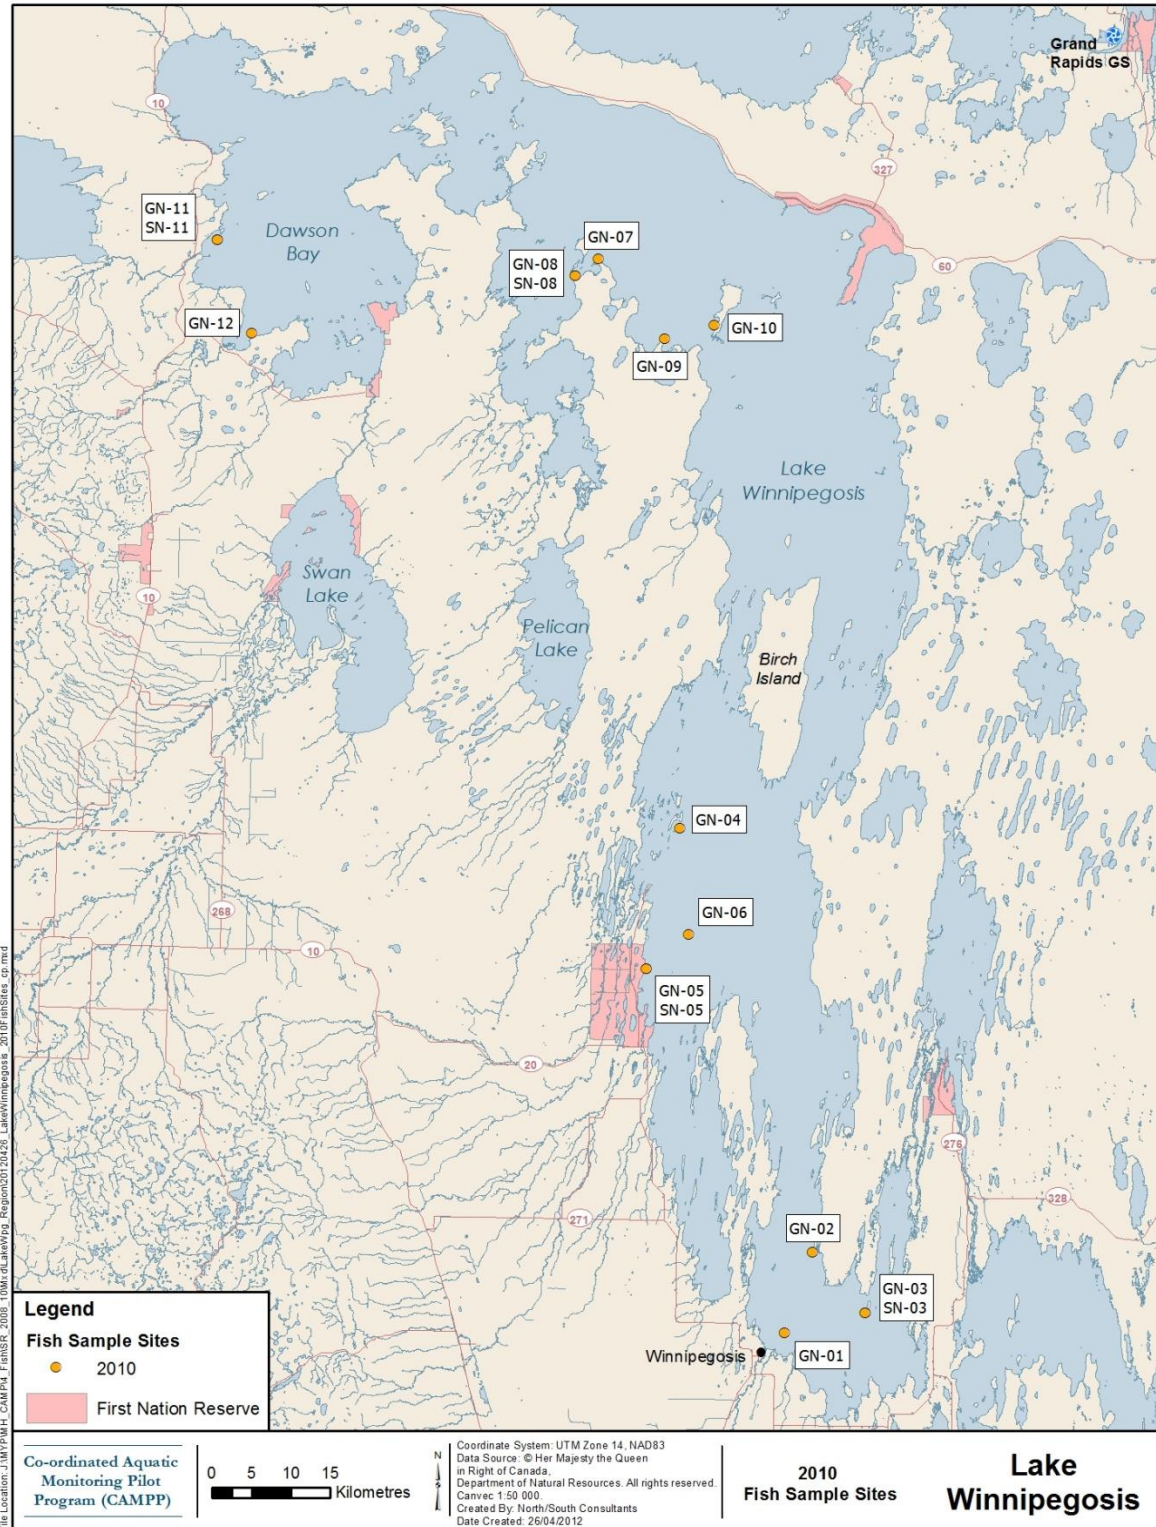 Grand
Rapids GS
10
327
GN-11
SN-11
Dawson
Bay
GN-07
GN-08
SN-08
60
GN-12
GN-10
GN-09
Lake
Winnipegosis
Swan
Lake
10
Pelican
Lake
Birch
Island
GN-04
268
GN-06
10
GN-05
SN-05
20
276
328
271
GN-02
GN-03
SN-03
Winnipegosis
GN-01
Legend
Fish Sample Sites
2010
First Nation Reserve
Co-ordinated Aquatic
Monitoring Pilot
Program (CAMPP)
0 5 10 15
Kilometres
N
S
Coordinate System: UTM Zone 14, NAD83
Data Source: © Her Majesty the Queen
in Right of Canada,
Department of Natural Resources. All rights reserved.
Canvec 1:50 000.
Created By: North/South Consultants
Date Created: 26/04/2012
2010
Fish Sample Sites
Lake
Winnipegosis